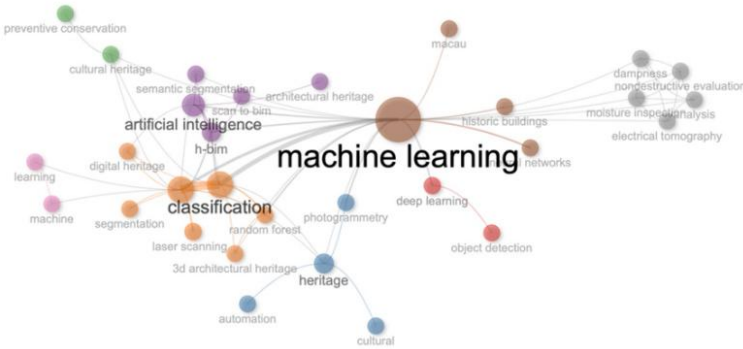 preventive conservation
macau
cultural heritage
dampness
semantic segmentation
nondestructive evaluation
architectural heritage
scan to bim
moisture inspection
analysis
artificial intelligence
historic buildings
electrical tomography
h-bim
machine learning
networks
digital heritage
learning
deep learning
classification
machine
photogrammetry
segmentation
random forest
laser scanning
object detection
3d architectural heritage
heritage
automation
cultural